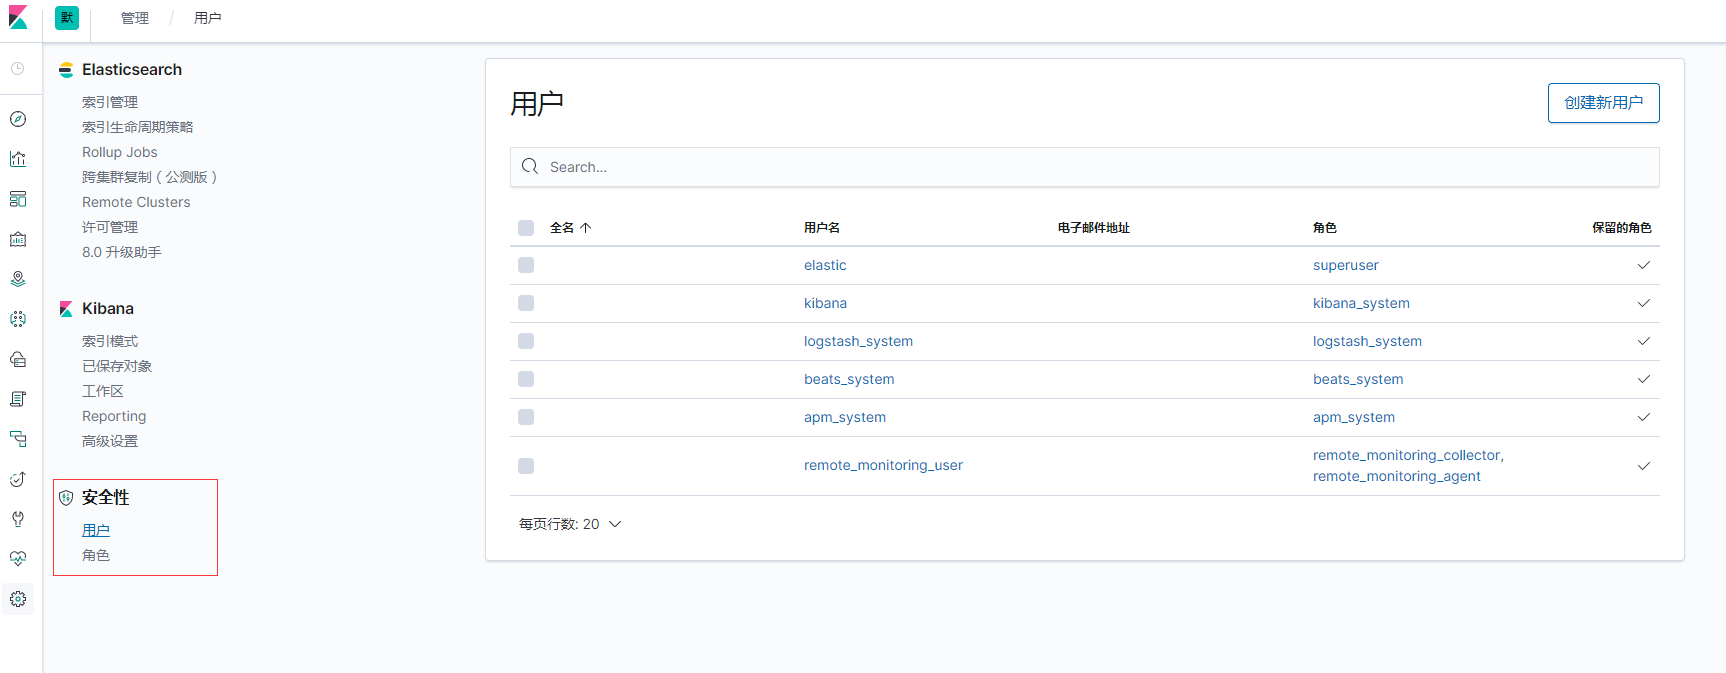 默 管理 / 用户
Elasticsearch
索引管理
索引生命周期策略
Rollup Jobs
跨集群复制（公测版）
Remote Clusters
许可管理
8.0 升级助手
Kibana
索引模式
已保存对象
工作区
Reporting
高级设置
安全性
用户
角色
用户
创建新用户
Search...
全名 用户名 电子邮件地址 角色 保留的角色
elastic superuser
kibana kibana_system
logstash_system logstash_system
beats_system beats_system
apm_system apm_system
remote_monitoring_user remote_monitoring_collector,
remote_monitoring_agent
每页行数: 20